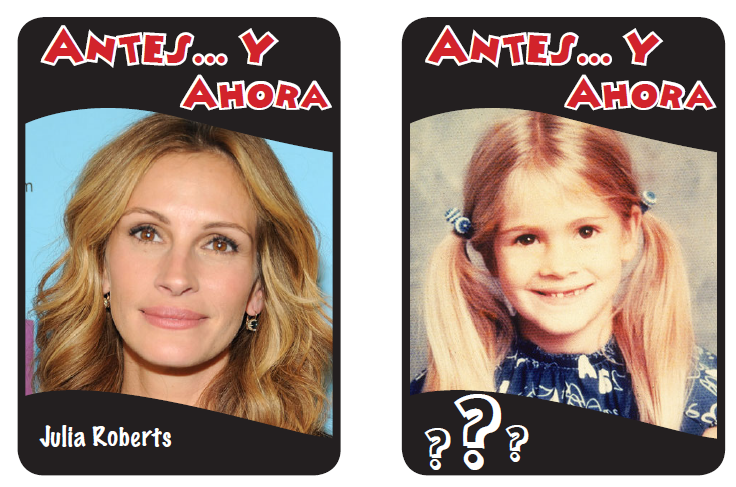 ANTES... Y
AHORA
m
Julia Roberts
ANTES... Y
AHORA
? ? ?